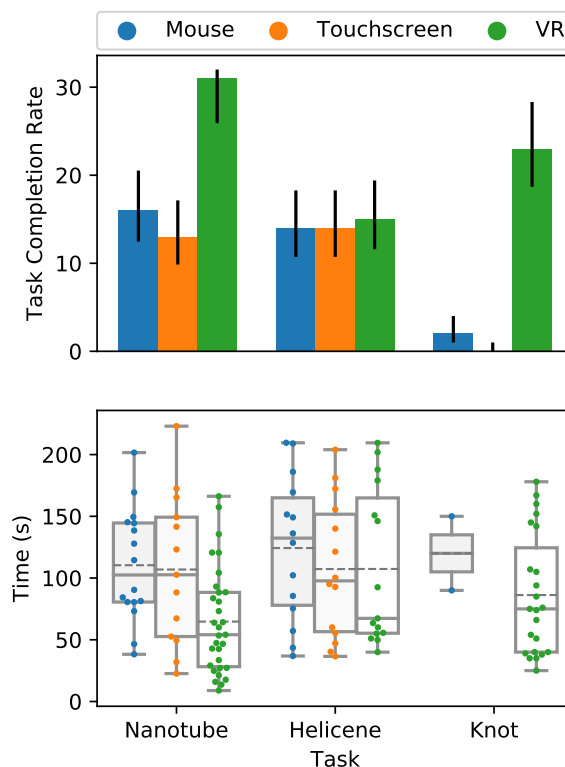 Mouse Touchscreen VR
Task Completion Rate
30
20
10
0
Time (s)
200
150
100
50
0
Nanotube Helicene Knot
Task